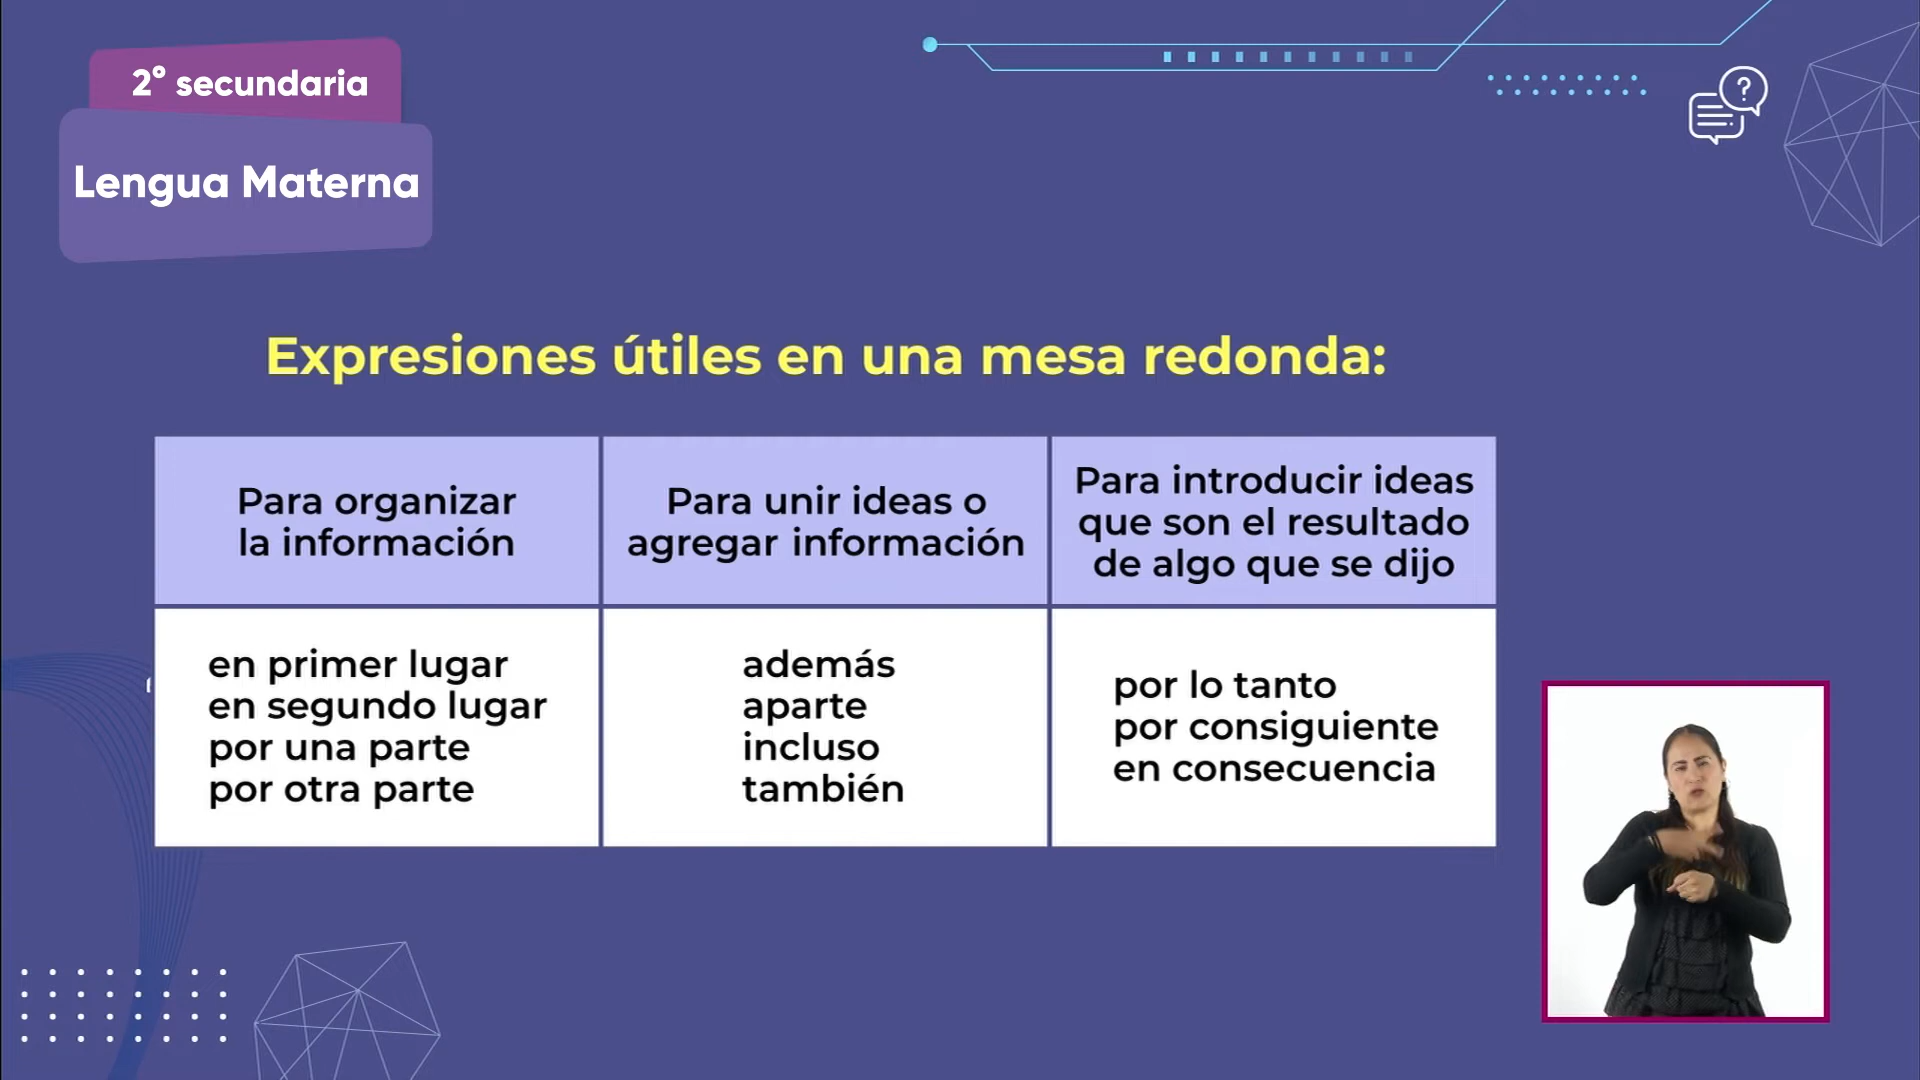 2° secundaria
Lengua Materna
?
Expresiones útiles en una mesa redonda:
Para organizar
la información
Para unir ideas o
agregar información
Para introducir ideas
que son el resultado
de algo que se dijo
en primer lugar
en segundo lugar
por una parte
por otra parte
además
aparte
incluso
también
por lo tanto
por consiguiente
en consecuencia